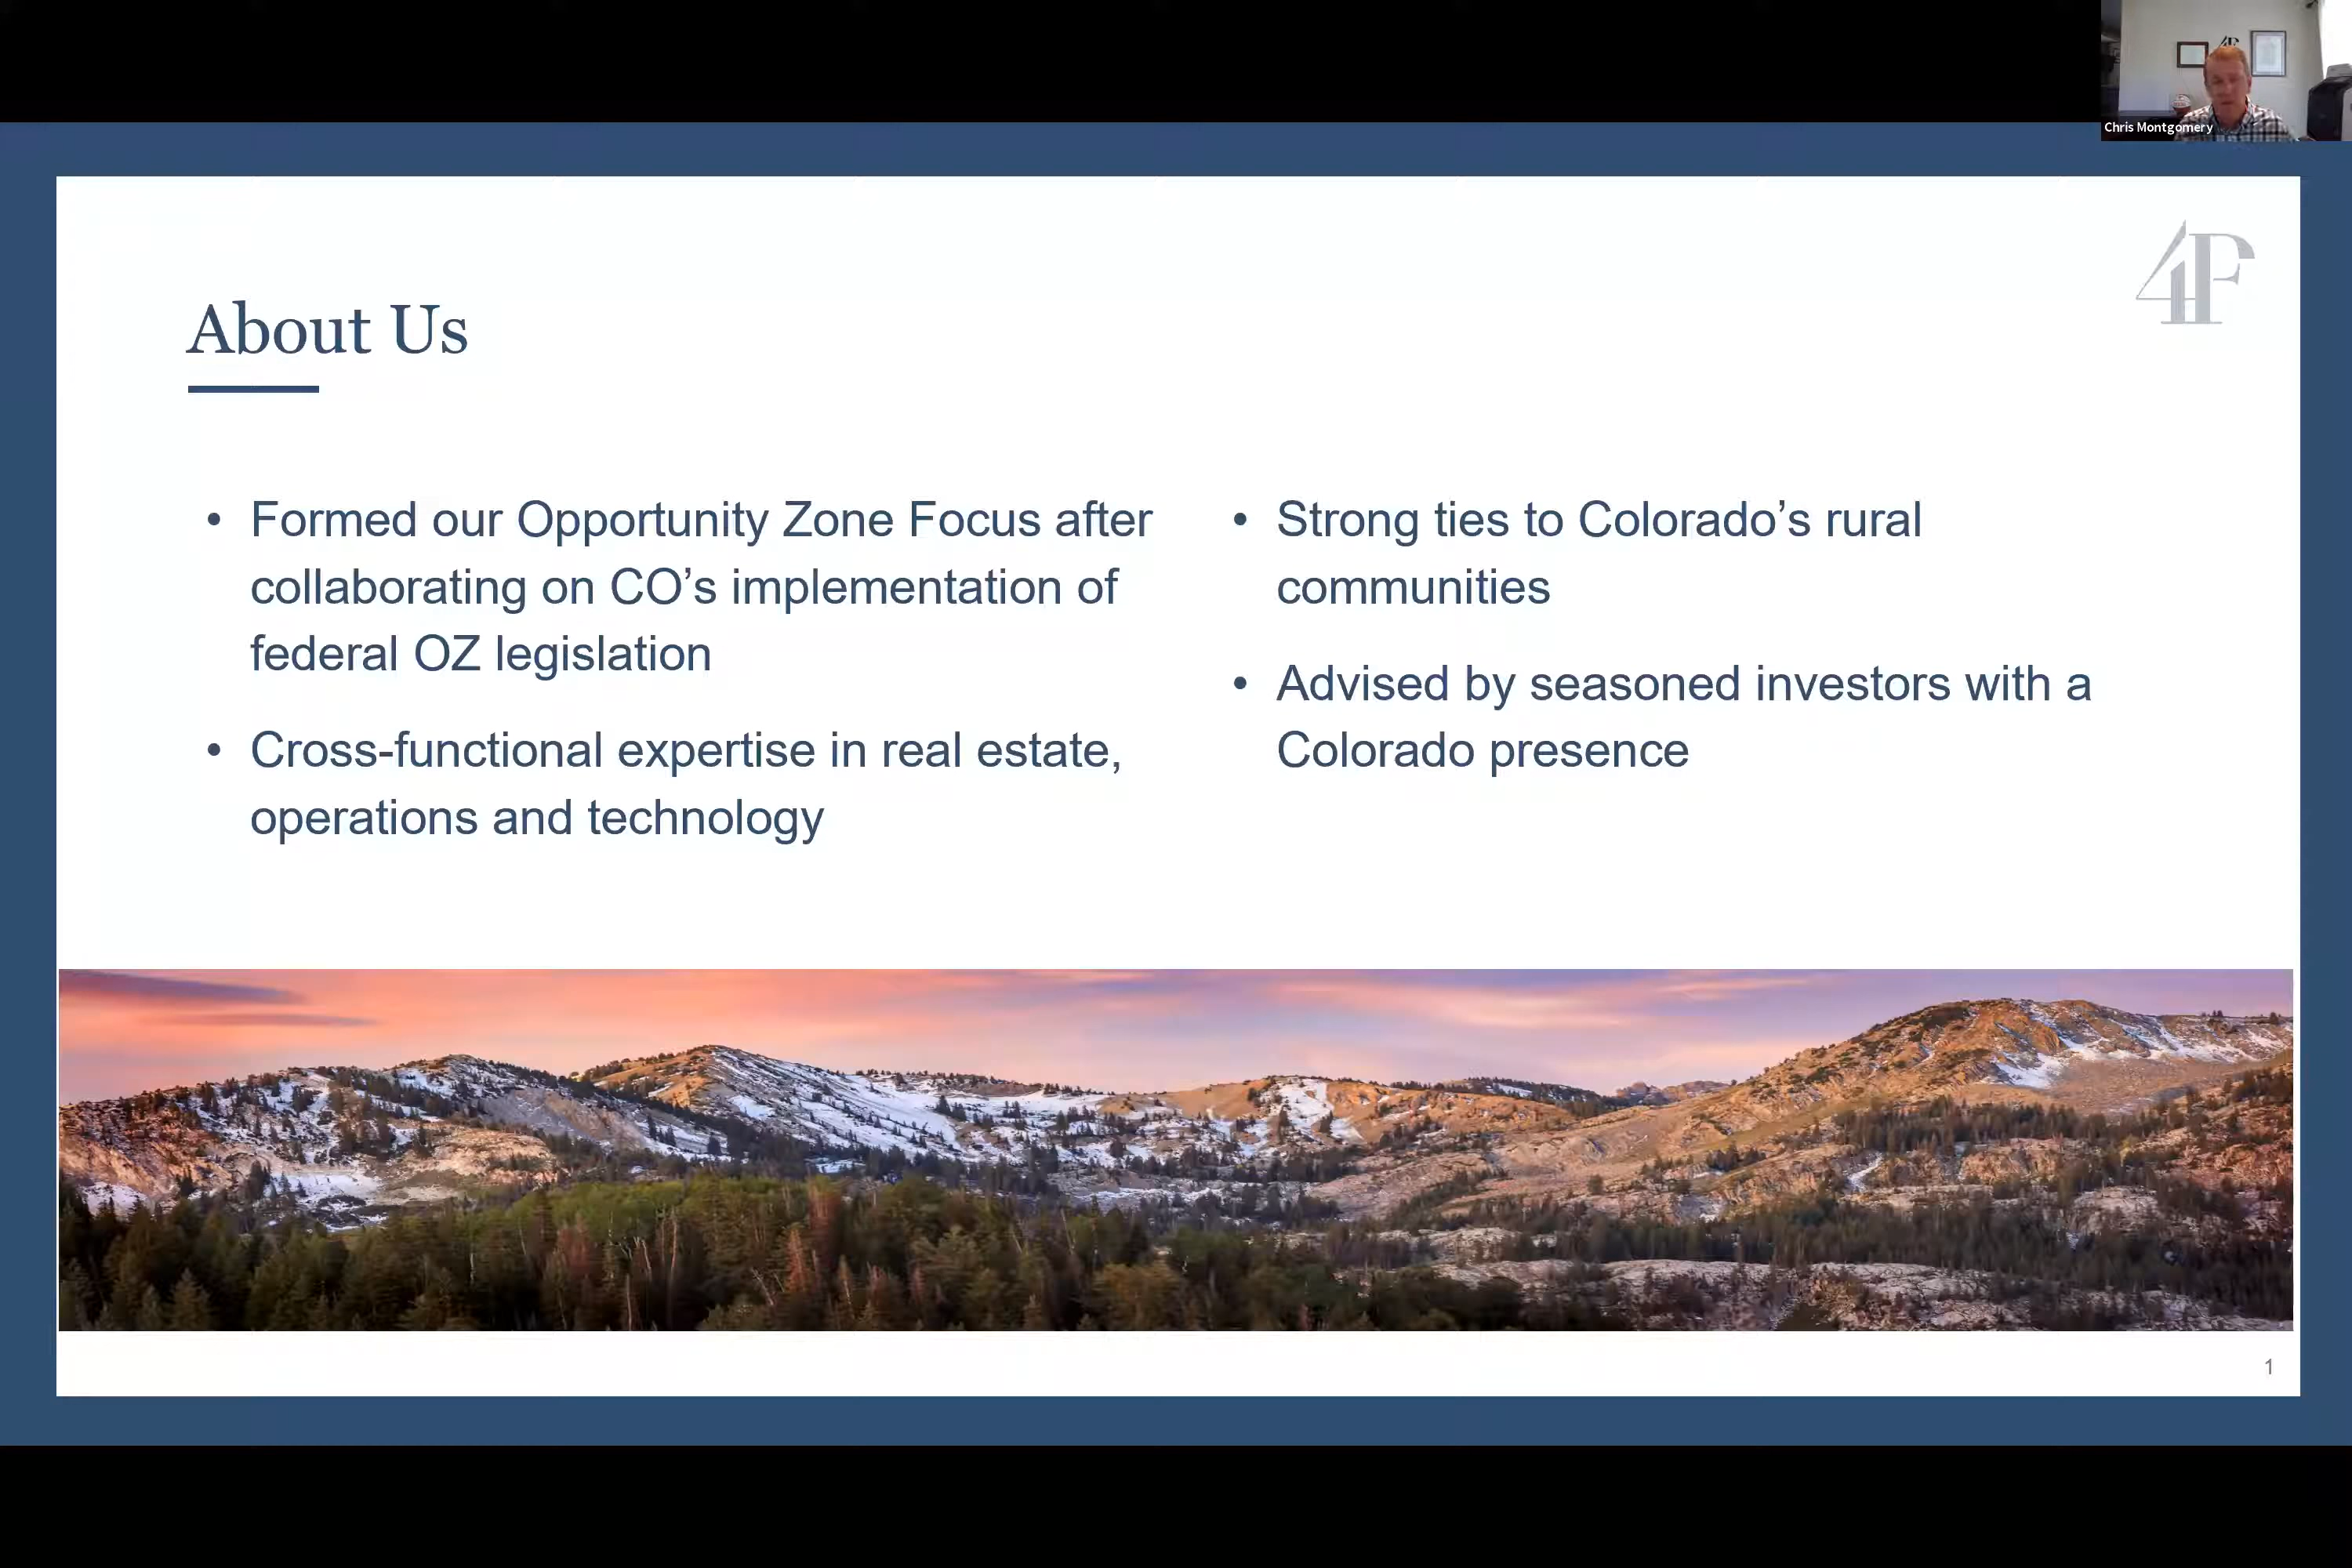 Chris Montgomery
4F
About Us
• Formed our Opportunity Zone Focus after
collaborating on CO’s implementation of
federal OZ legislation
• Cross-functional expertise in real estate,
operations and technology
• Strong ties to Colorado’s rural
communities
• Advised by seasoned investors with a
Colorado presence
1